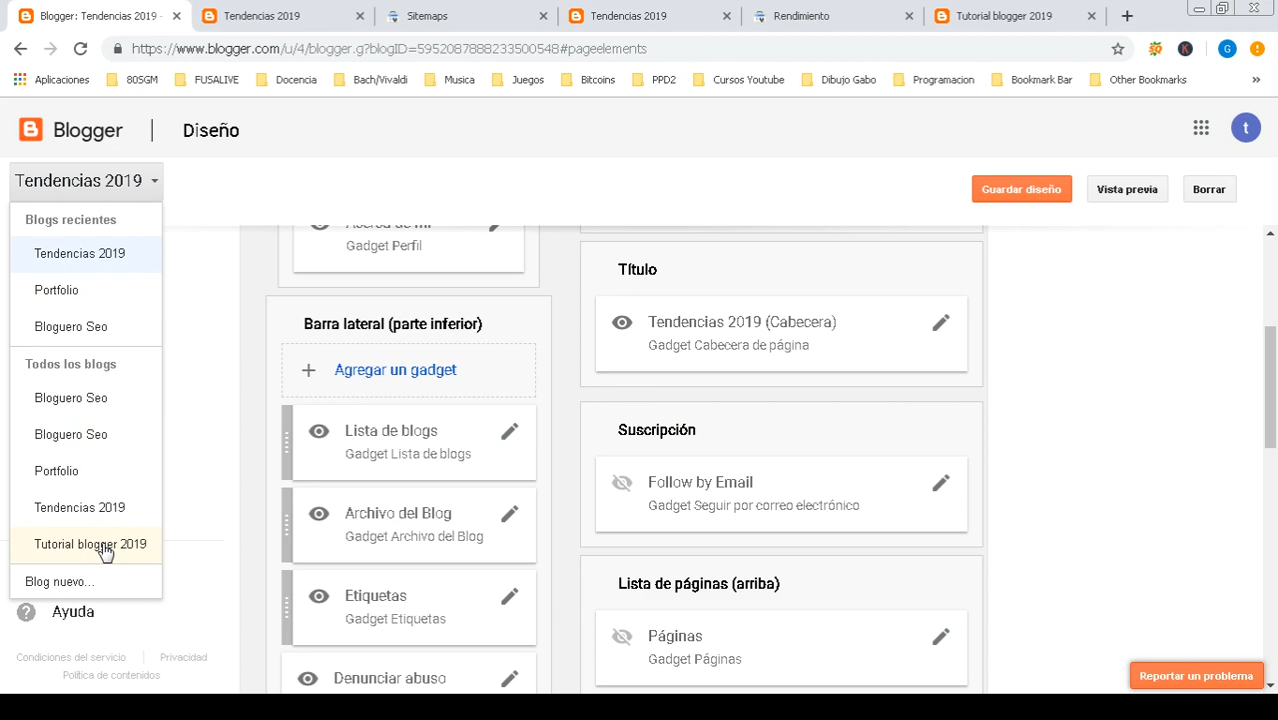 Blogger: Tendencias 2019 -
Tendencias 2019
Sitemaps
Tendencias 2019
Rendimiento
Tutorial blogger 2019
https://www.blogger.com/u/4/blogger.g?blogID=5952087888233500548#pageelements
G
Aplicaciones
80SGM
FUSALIVE
Docencia
Bach/Vivaldi
Musica
Juegos
Bitcoins
PPD2
Cursos Youtube
Dibujo Gabo
Programacion
Bookmark Bar
Other Bookmarks
Blogger
Diseño
t
Tendencias 2019
Guardar diseño
Vista previa
Borrar
Blogs recientes
Tendencias 2019
Portfolio
Bloguero Seo
Todos los blogs
Bloguero Seo
Bloguero Seo
Portfolio
Tendencias 2019
Tutorial blogger 2019
Blog nuevo...
Ayuda
Condiciones del servicio
Privacidad
Política de contenidos
Acerca de mí
Gadget Perfil
Barra lateral (parte inferior)
Agregar un gadget
Lista de blogs
Gadget Lista de blogs
Archivo del Blog
Gadget Archivo del Blog
Etiquetas
Gadget Etiquetas
Denunciar abuso
Título
Tendencias 2019 (Cabecera)
Gadget Cabecera de página
Suscripción
Follow by Email
Gadget Seguir por correo electrónico
Lista de páginas (arriba)
Páginas
Gadget Páginas
Reportar un problema